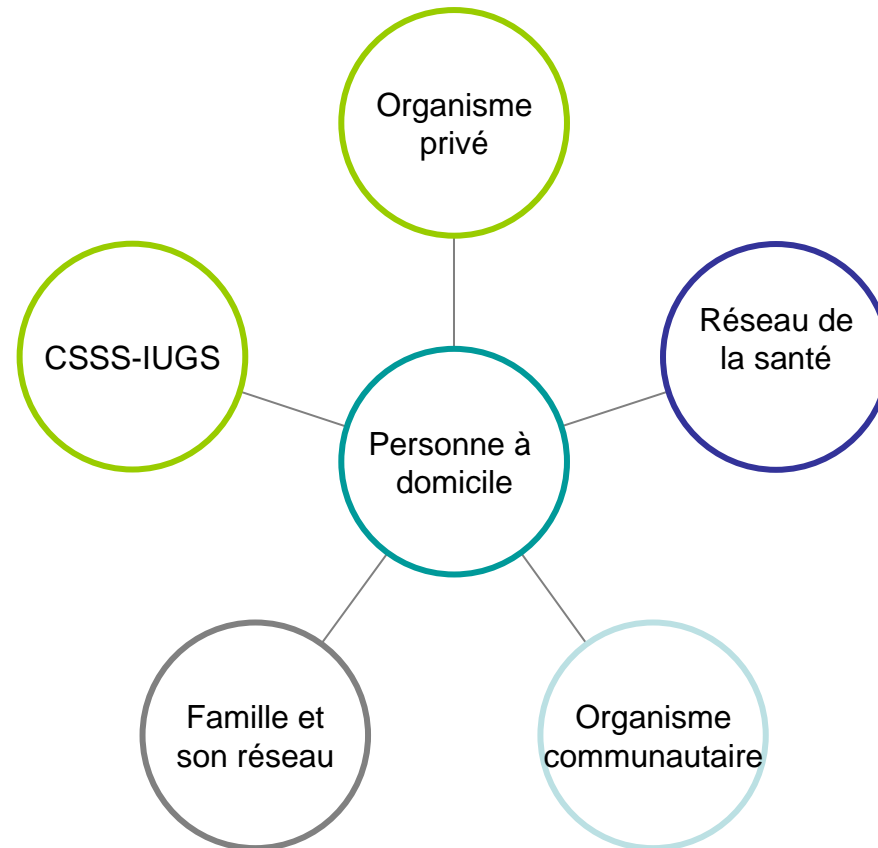 Organisme
privé
Réseau de
la santé
CSSS-IUGS
Personne à
domicile
Famille et
son réseau
Organisme
communautaire